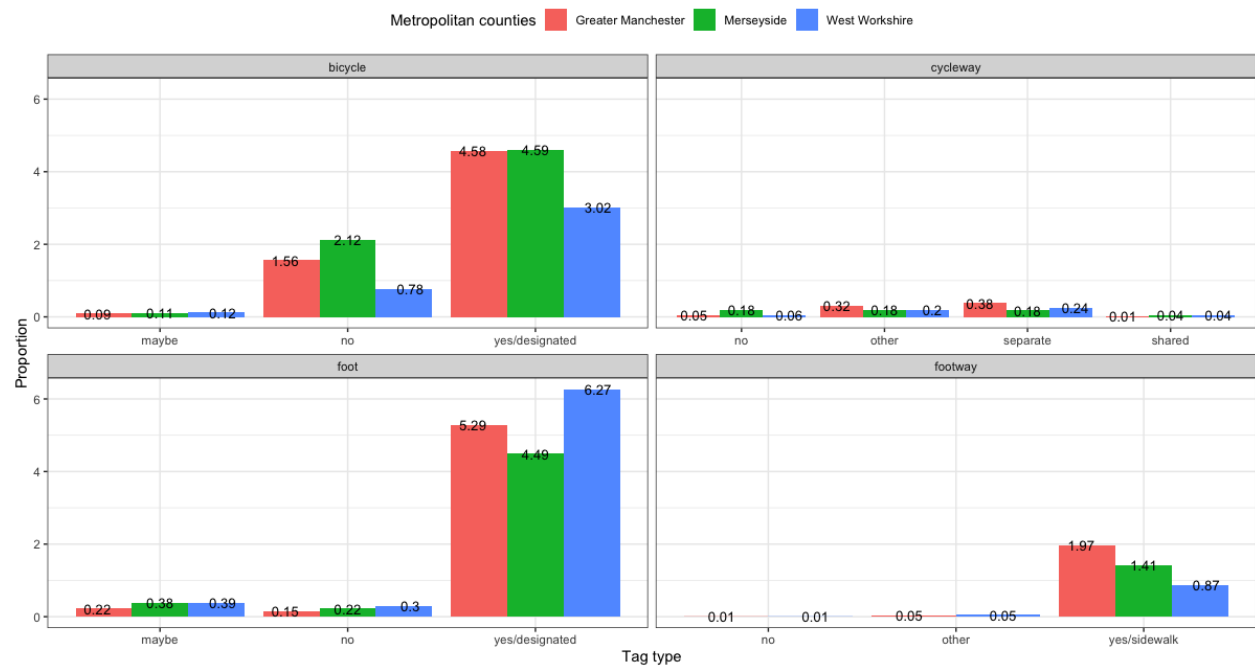 Metropolitan counties Greater Manchester Merseyside West Workshire
bicycle
cycleway
6
4
2
0
0.09 0.11 0.12
1.56 2.12 0.78
4.58 4.59 3.02
maybe no yes/designated
0.05 0.18 0.06
0.32 0.18 0.2
0.38 0.18 0.24
0.01 0.04 0.04
no other separate shared
Proportion
foot
footway
6
4
2
0
0.22 0.38 0.39
0.15 0.22 0.3
5.29 4.49 6.27
maybe no yes/designated
0.01 0.01
0.05 0.05
1.97 1.41 0.87
no other yes/sidewalk
Tag type